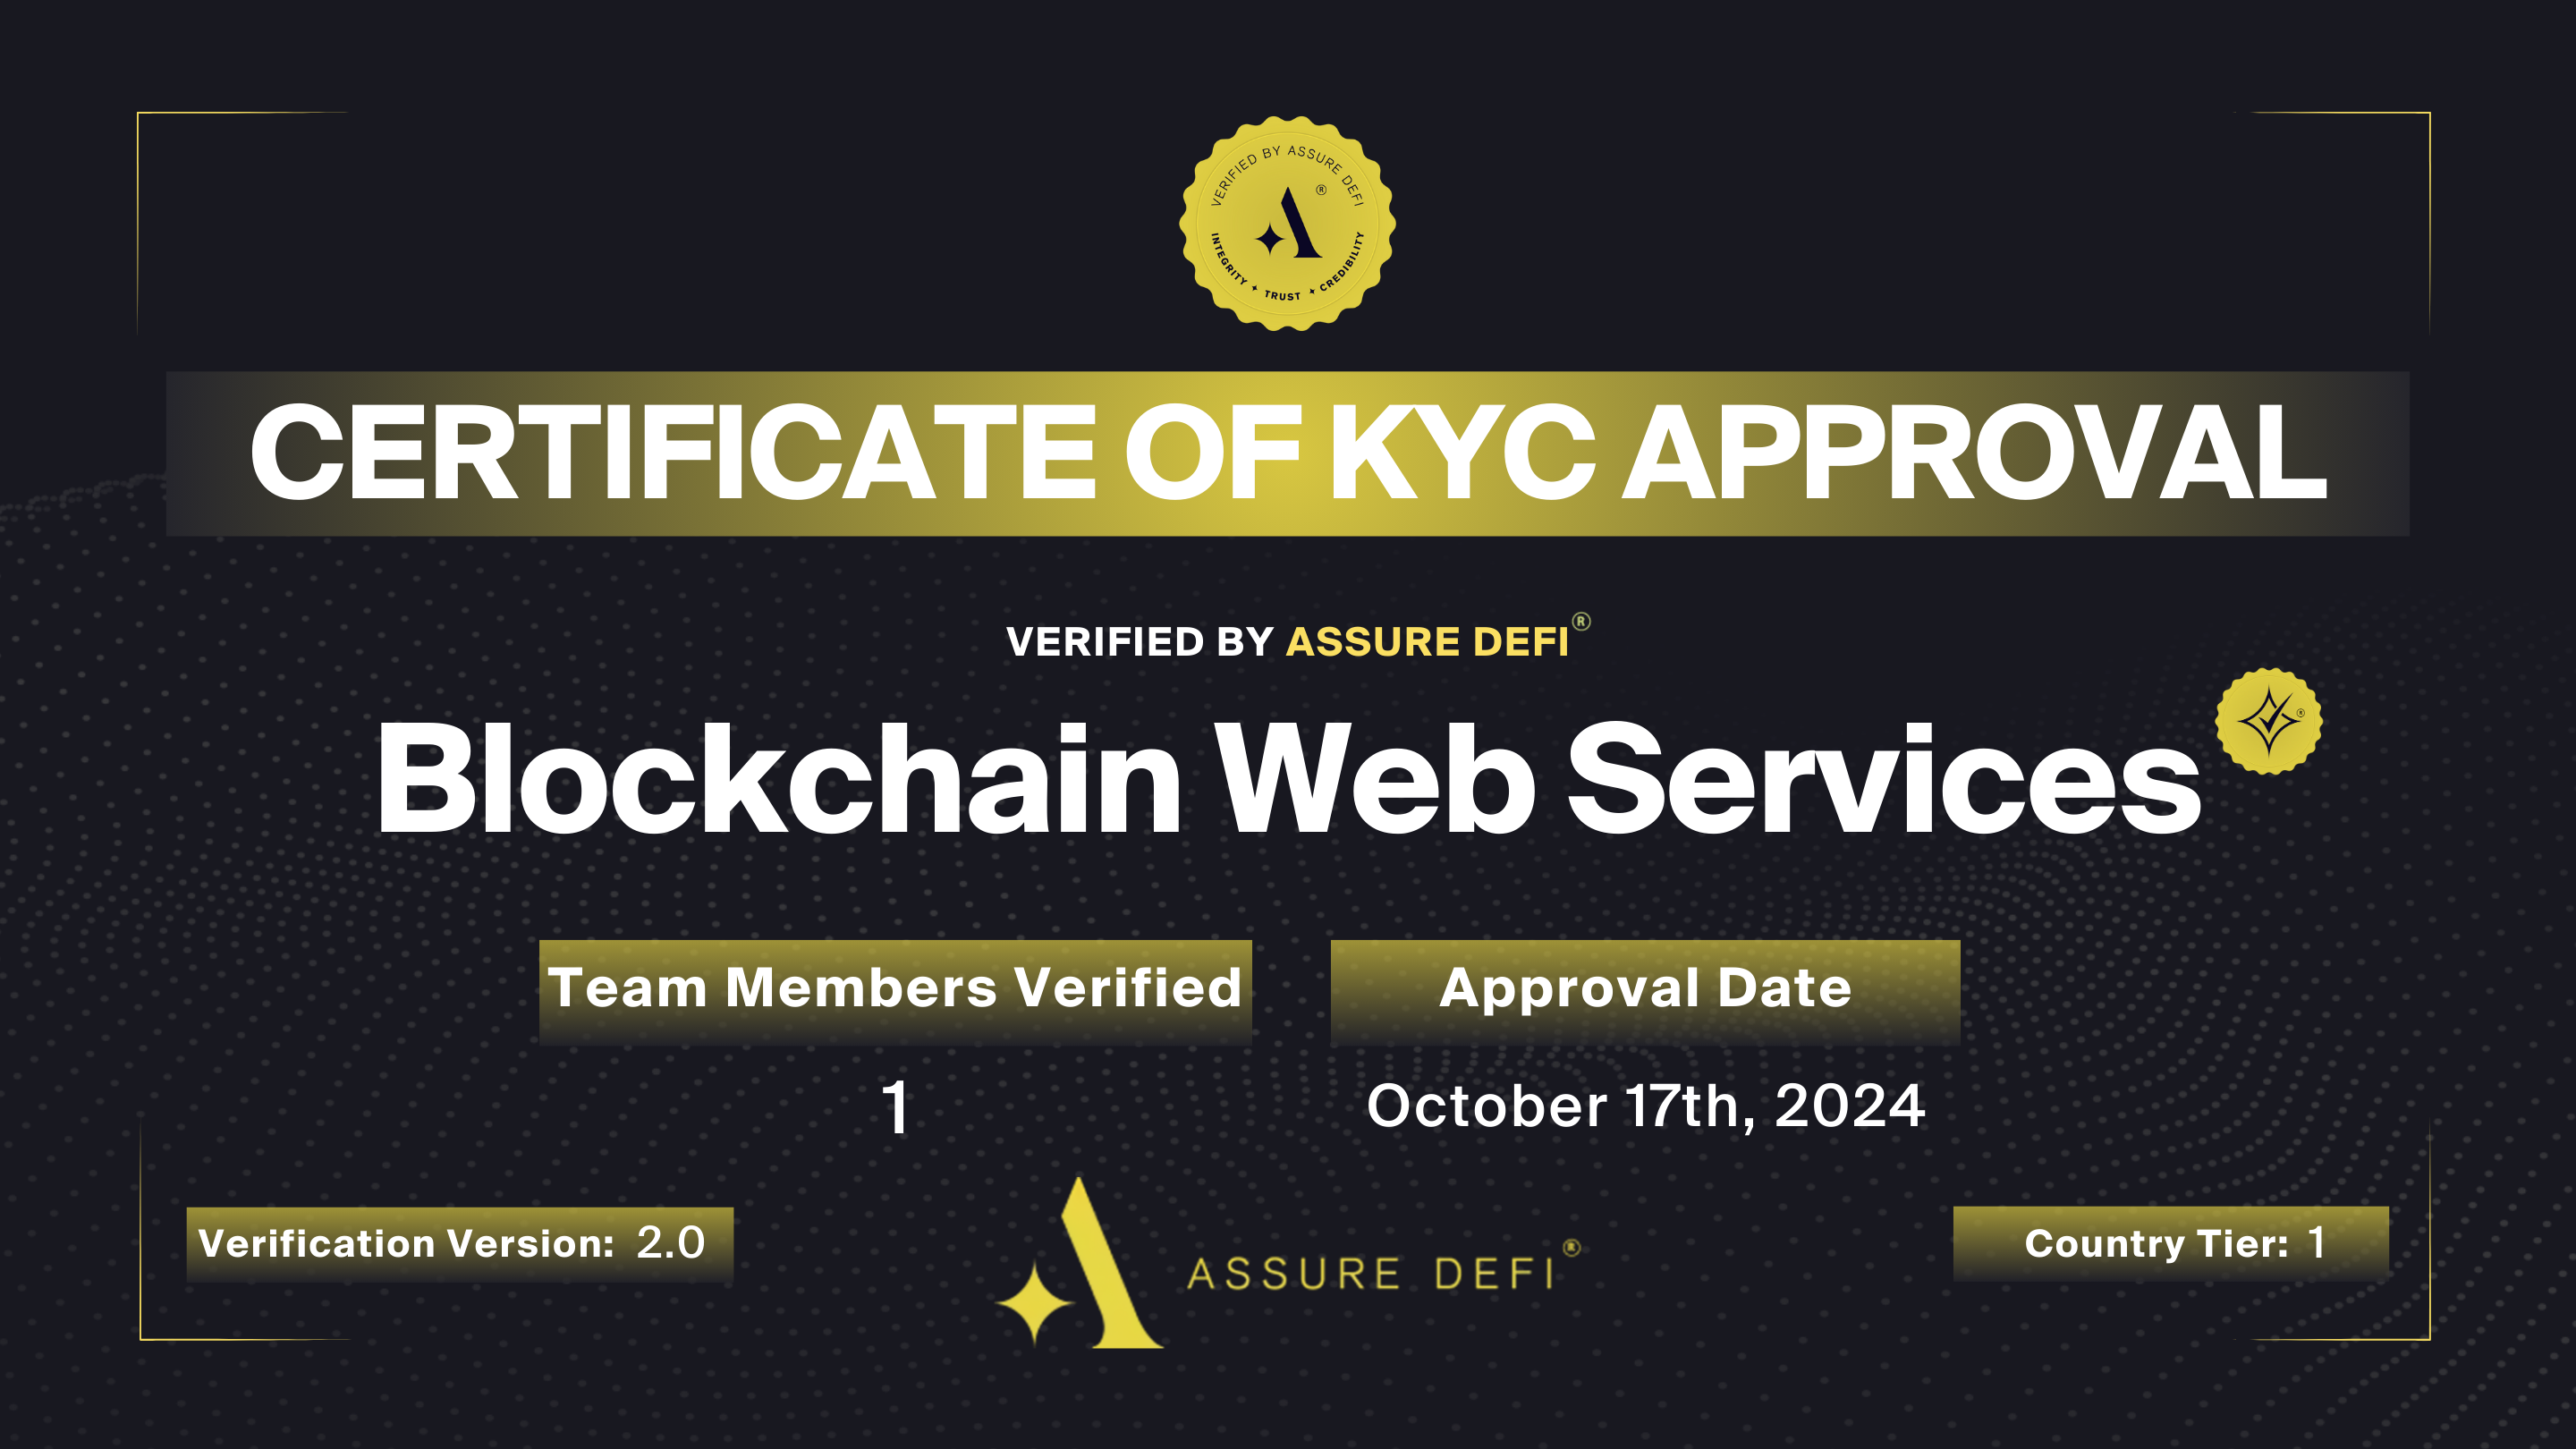 VERIFIED BY ASSURE DEFI
®
INTEGRITY ✦ TRUST ✦ CREDIBILITY
CERTIFICATE OF KYC APPROVAL
VERIFIED BY ASSURE DEFI®
Blockchain Web Services
®
Team Members Verified
1
Approval Date
October 17th, 2024
Verification Version: 2.0
ASSURE DEFI®
Country Tier: 1